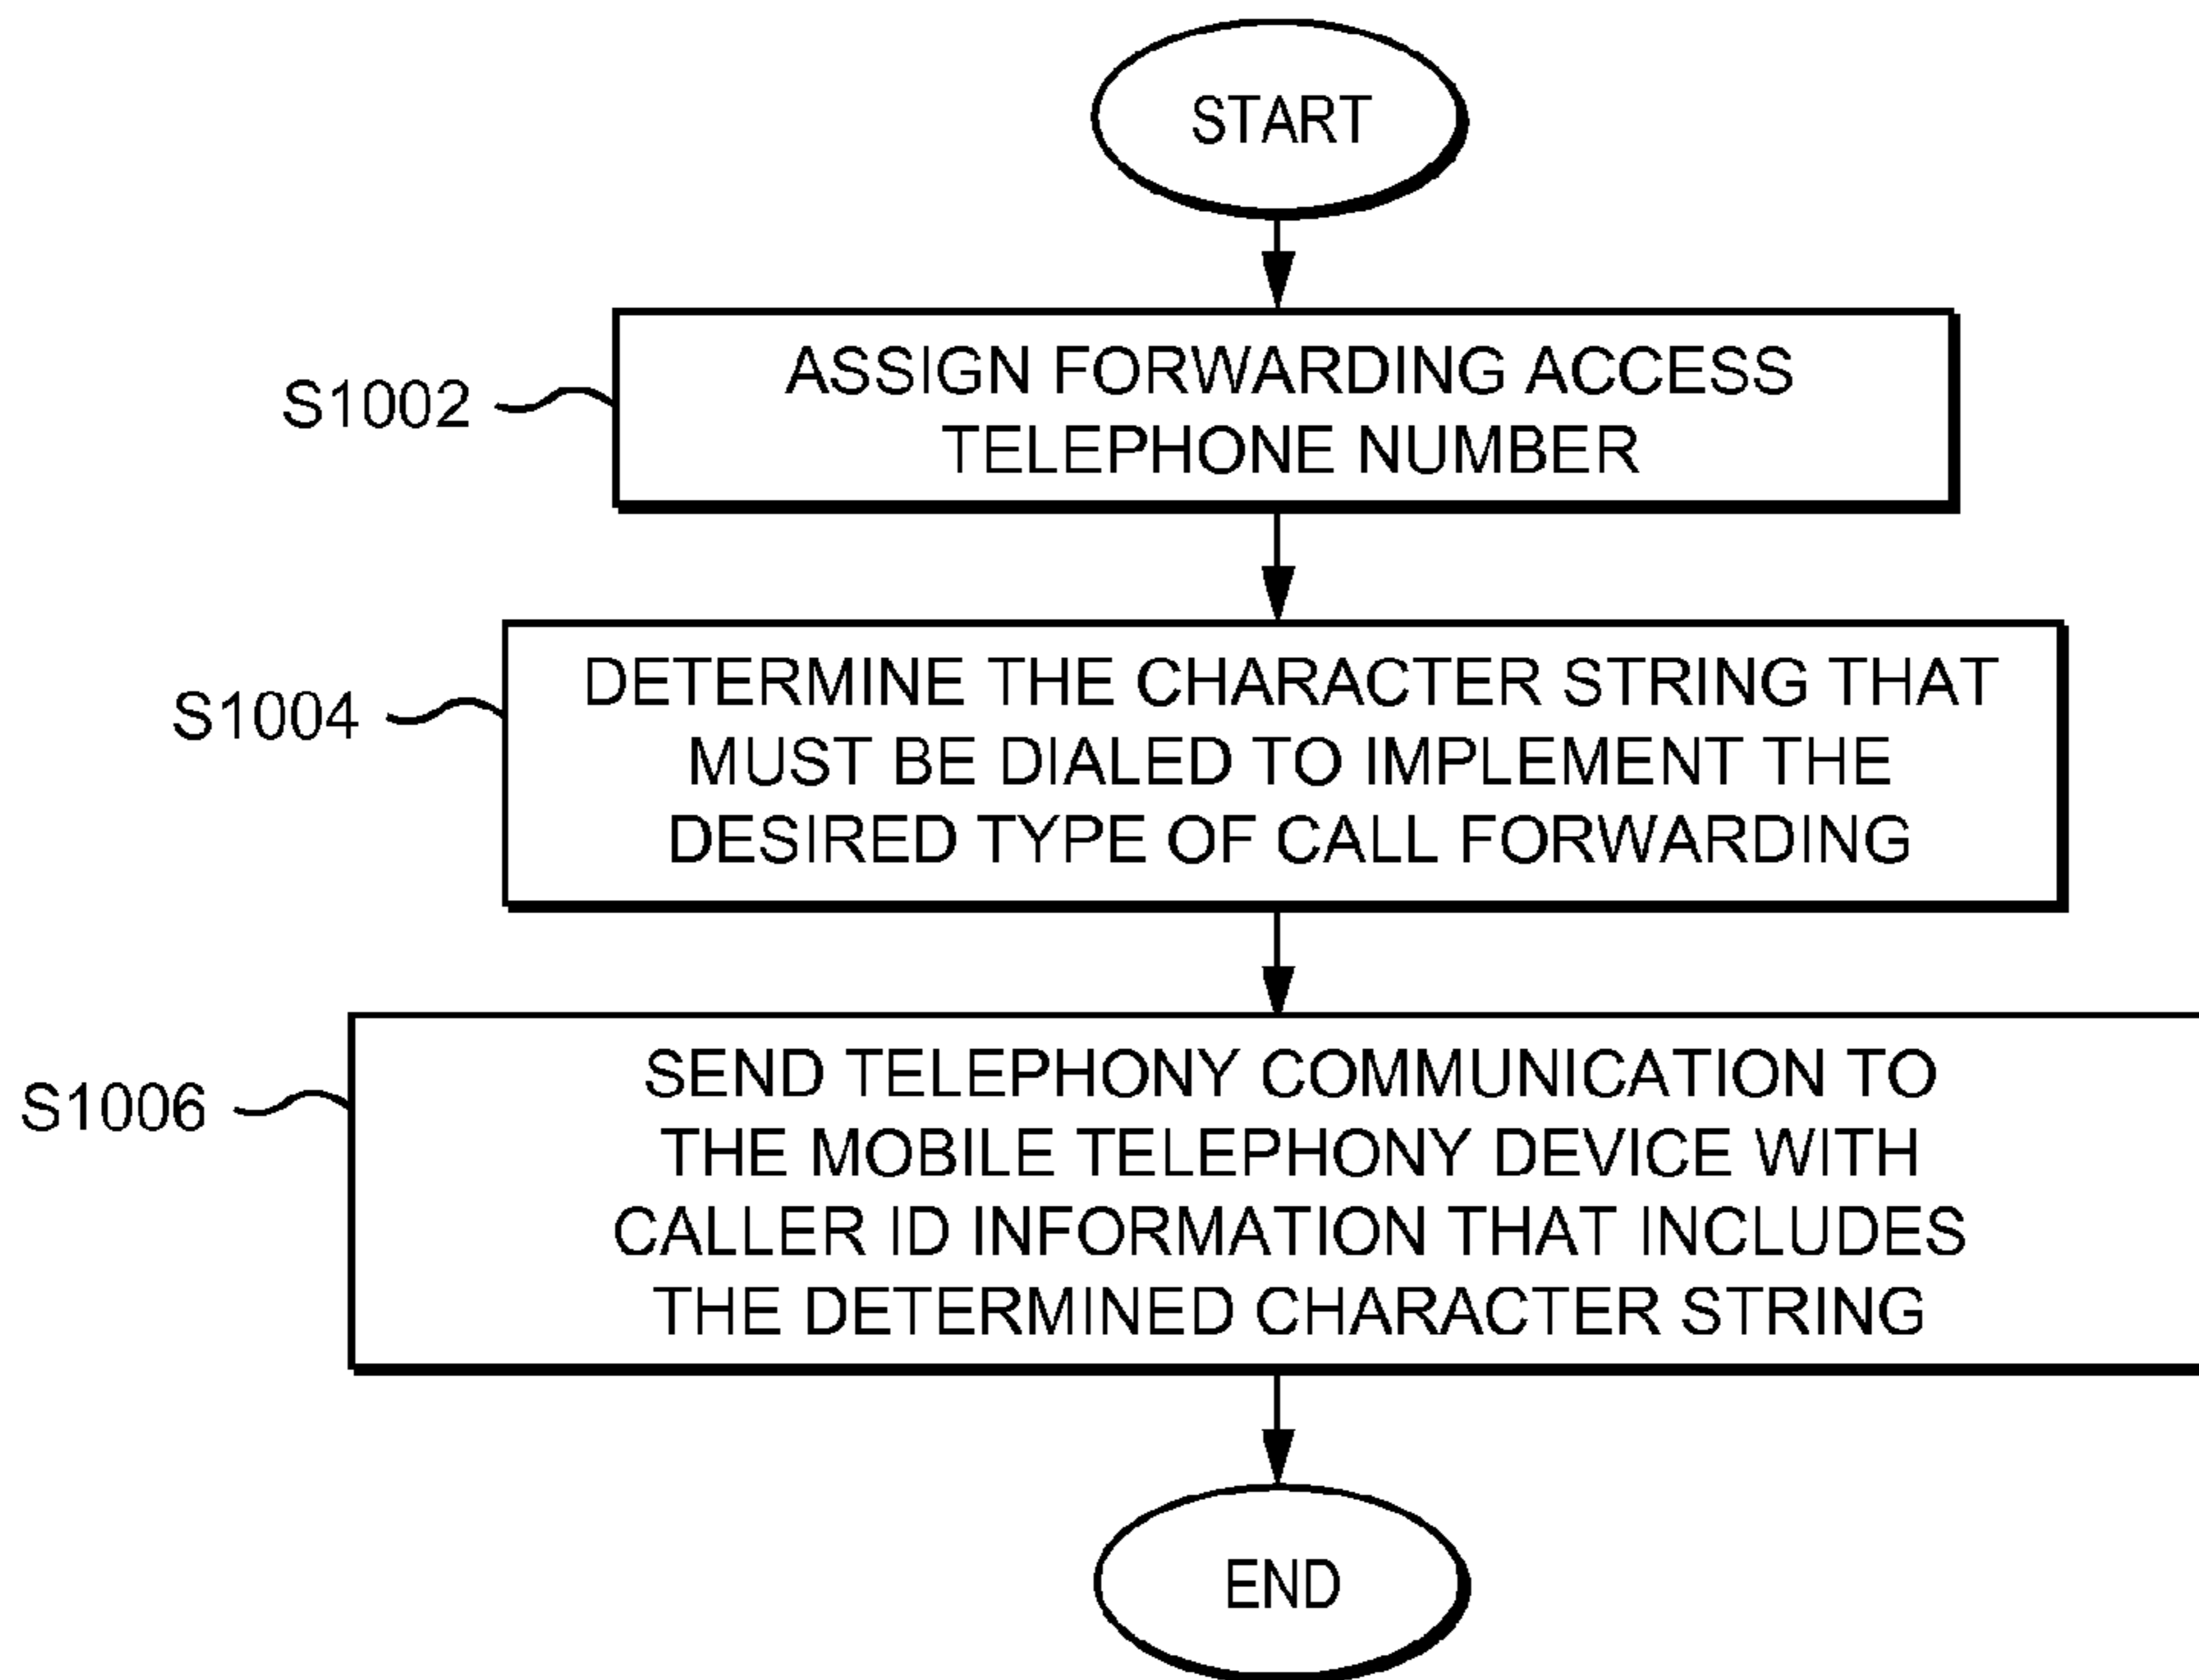 START
S1002
ASSIGN FORWARDING ACCESS
TELEPHONE NUMBER
S1004
DETERMINE THE CHARACTER STRING THAT
MUST BE DIALED TO IMPLEMENT THE
DESIRED TYPE OF CALL FORWARDING
S1006
SEND TELEPHONY COMMUNICATION TO
THE MOBILE TELEPHONY DEVICE WITH
CALLER ID INFORMATION THAT INCLUDES
THE DETERMINED CHARACTER STRING
END